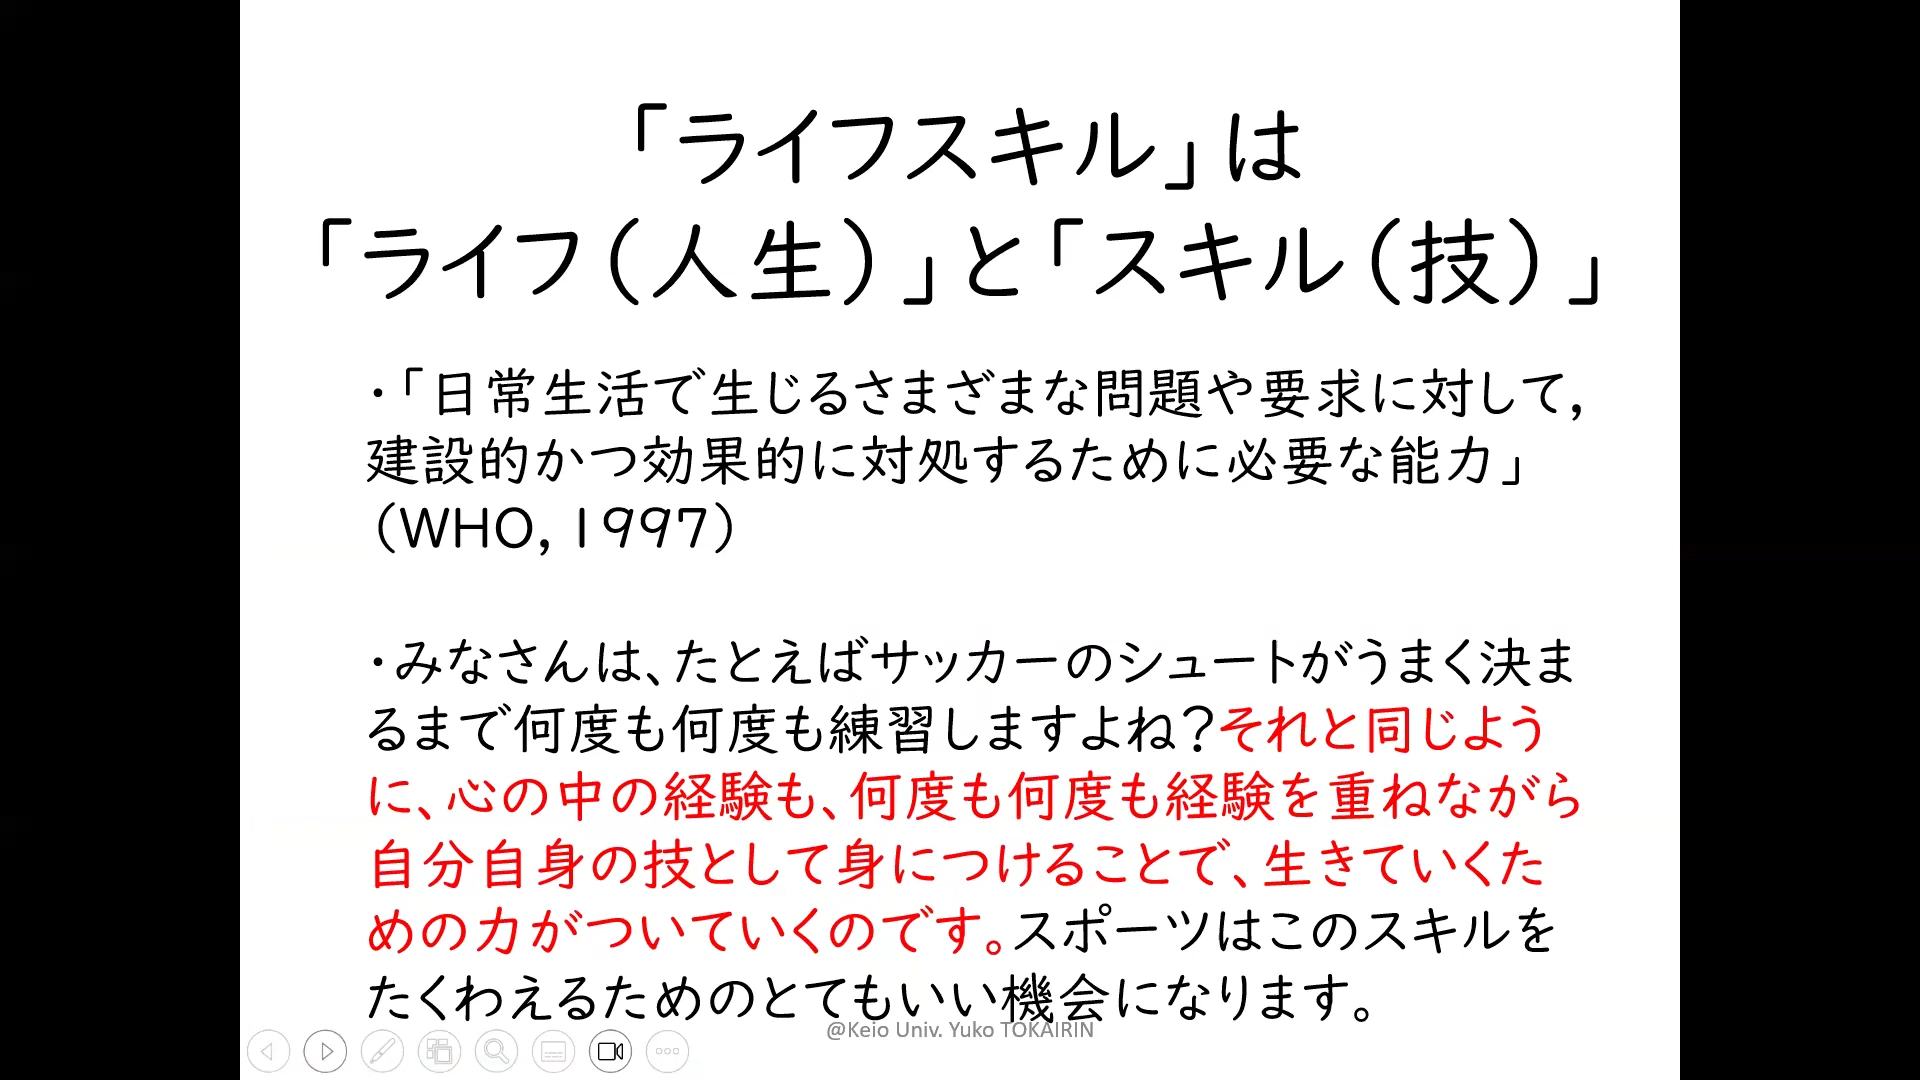 「ライフスキル」は
「ライフ(人生)」と「スキル(技)」
・「日常生活で生じるさまざまな問題や要求に対して,
建設的かつ効果的に対処するために必要な能力」
(WHO, 1997)
・みなさんは、たとえばサッカーのシュートがうまく決ま
るまで何度も何度も練習しますよね?それと同じよう
に、心の中の経験も、何度も何度も経験を重ねながら
自分自身の技として身につけることで、生きていくた
めの力がついていくのです。スポーツはこのスキルを
たくわえるためのとてもいい機会になります。
@Keio Univ. Yuko TOKAIRIN